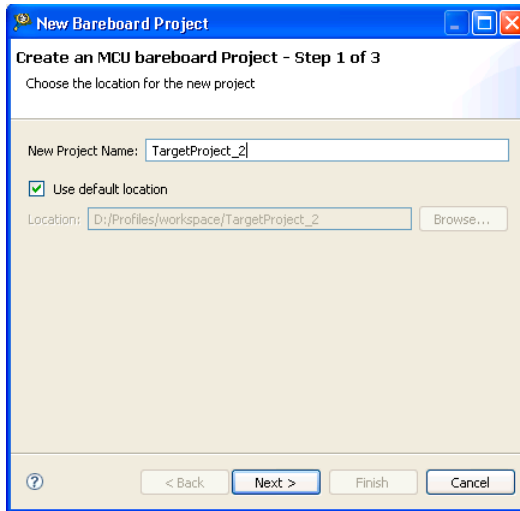 New Bareboard Project
Create an MCU bareboard Project - Step 1 of 3
Choose the location for the new project
New Project Name: TargetProject_2
Use default location
Location: D:/Profiles/workspace/TargetProject_2 Browse...
? < Back Next > Finish Cancel